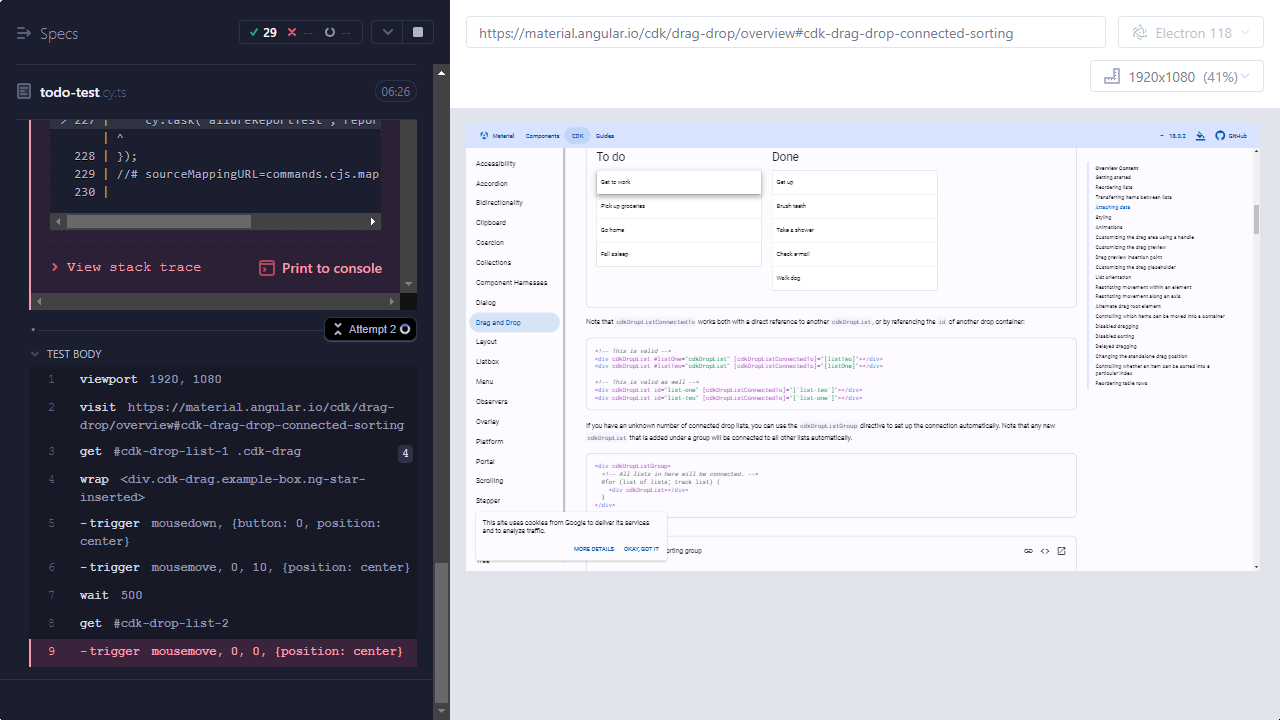 Specs
29
--
--
https://material.angular.io/cdk/drag-drop/overview#cdk-drag-drop-connected-sorting
Electron 118
1920x1080 (41%)
todo-test.cy.ts
06:26
> 227 | cy.task('allureReportTest', repor
| ^
228 | });
229 | //# sourceMappingURL=commands.cjs.map
230 |
View stack trace
Print to console
Attempt 2
TEST BODY
1 viewport 1920, 1080
2 visit https://material.angular.io/cdk/drag-
drop/overview#cdk-drag-drop-connected-sorting
3 get #cdk-drop-list-1 .cdk-drag 4
4 wrap <div.cdk-drag.example-box.ng-star-
inserted>
5 -trigger mousedown, {button: 0, position:
center}
6 -trigger mousemove, 0, 10, {position: center}
7 wait 500
8 get #cdk-drop-list-2
9 -trigger mousemove, 0, 0, {position: center}
Material Components CDK Guides
18.0.2
GitHub
Accessibility
Accordion
Bidirectionality
Clipboard
Coercion
Collections
Component Harnesses
Dialog
Drag and Drop
Layout
Listbox
Menu
Observers
Overlay
Platform
Portal
Scrolling
Stepper
Tree
To do
Get to work
Pick up groceries
Go home
Fall asleep
Done
Get up
Brush teeth
Take a shower
Check e-mail
Walk dog
Note that cdkDropListConnectedTo works both with a direct reference to another cdkDropList, or by referencing the id of another drop container:
<!-- This is valid -->
<div cdkDropList #listOne="cdkDropList" [cdkDropListConnectedTo]="[listTwo]"></div>
<div cdkDropList #listTwo="cdkDropList" [cdkDropListConnectedTo]="[listOne]"></div>
<!-- This is valid as well -->
<div cdkDropList id="list-one" [cdkDropListConnectedTo]="['list-two']"></div>
<div cdkDropList id="list-two" [cdkDropListConnectedTo]="['list-one']"></div>
If you have an unknown number of connected drop lists, you can use the cdkDropListGroup directive to set up the connection automatically. Note that any new
cdkDropList that is added under a group will be connected to all other lists automatically.
<div cdkDropListGroup>
<!-- All lists in here will be connected. -->
@for (list of lists; track list) {
<div cdkDropList></div>
}
</div>
orting group
This site uses cookies from Google to deliver its services
and to analyze traffic.
MORE DETAILS OKAY, GOT IT
Overview Content
Getting started
Reordering lists
Transferring items between lists
Attaching data
Styling
Animations
Customizing the drag area using a handle
Customizing the drag preview
Drag preview insertion point
Customizing the drag placeholder
List orientation
Restricting movement within an element
Restricting movement along an axis
Alternate drag root element
Controlling which items can be moved into a container
Disabled dragging
Disabled sorting
Delayed dragging
Changing the standalone drag position
Controlling whether an item can be sorted into a
particular index
Reordering table rows